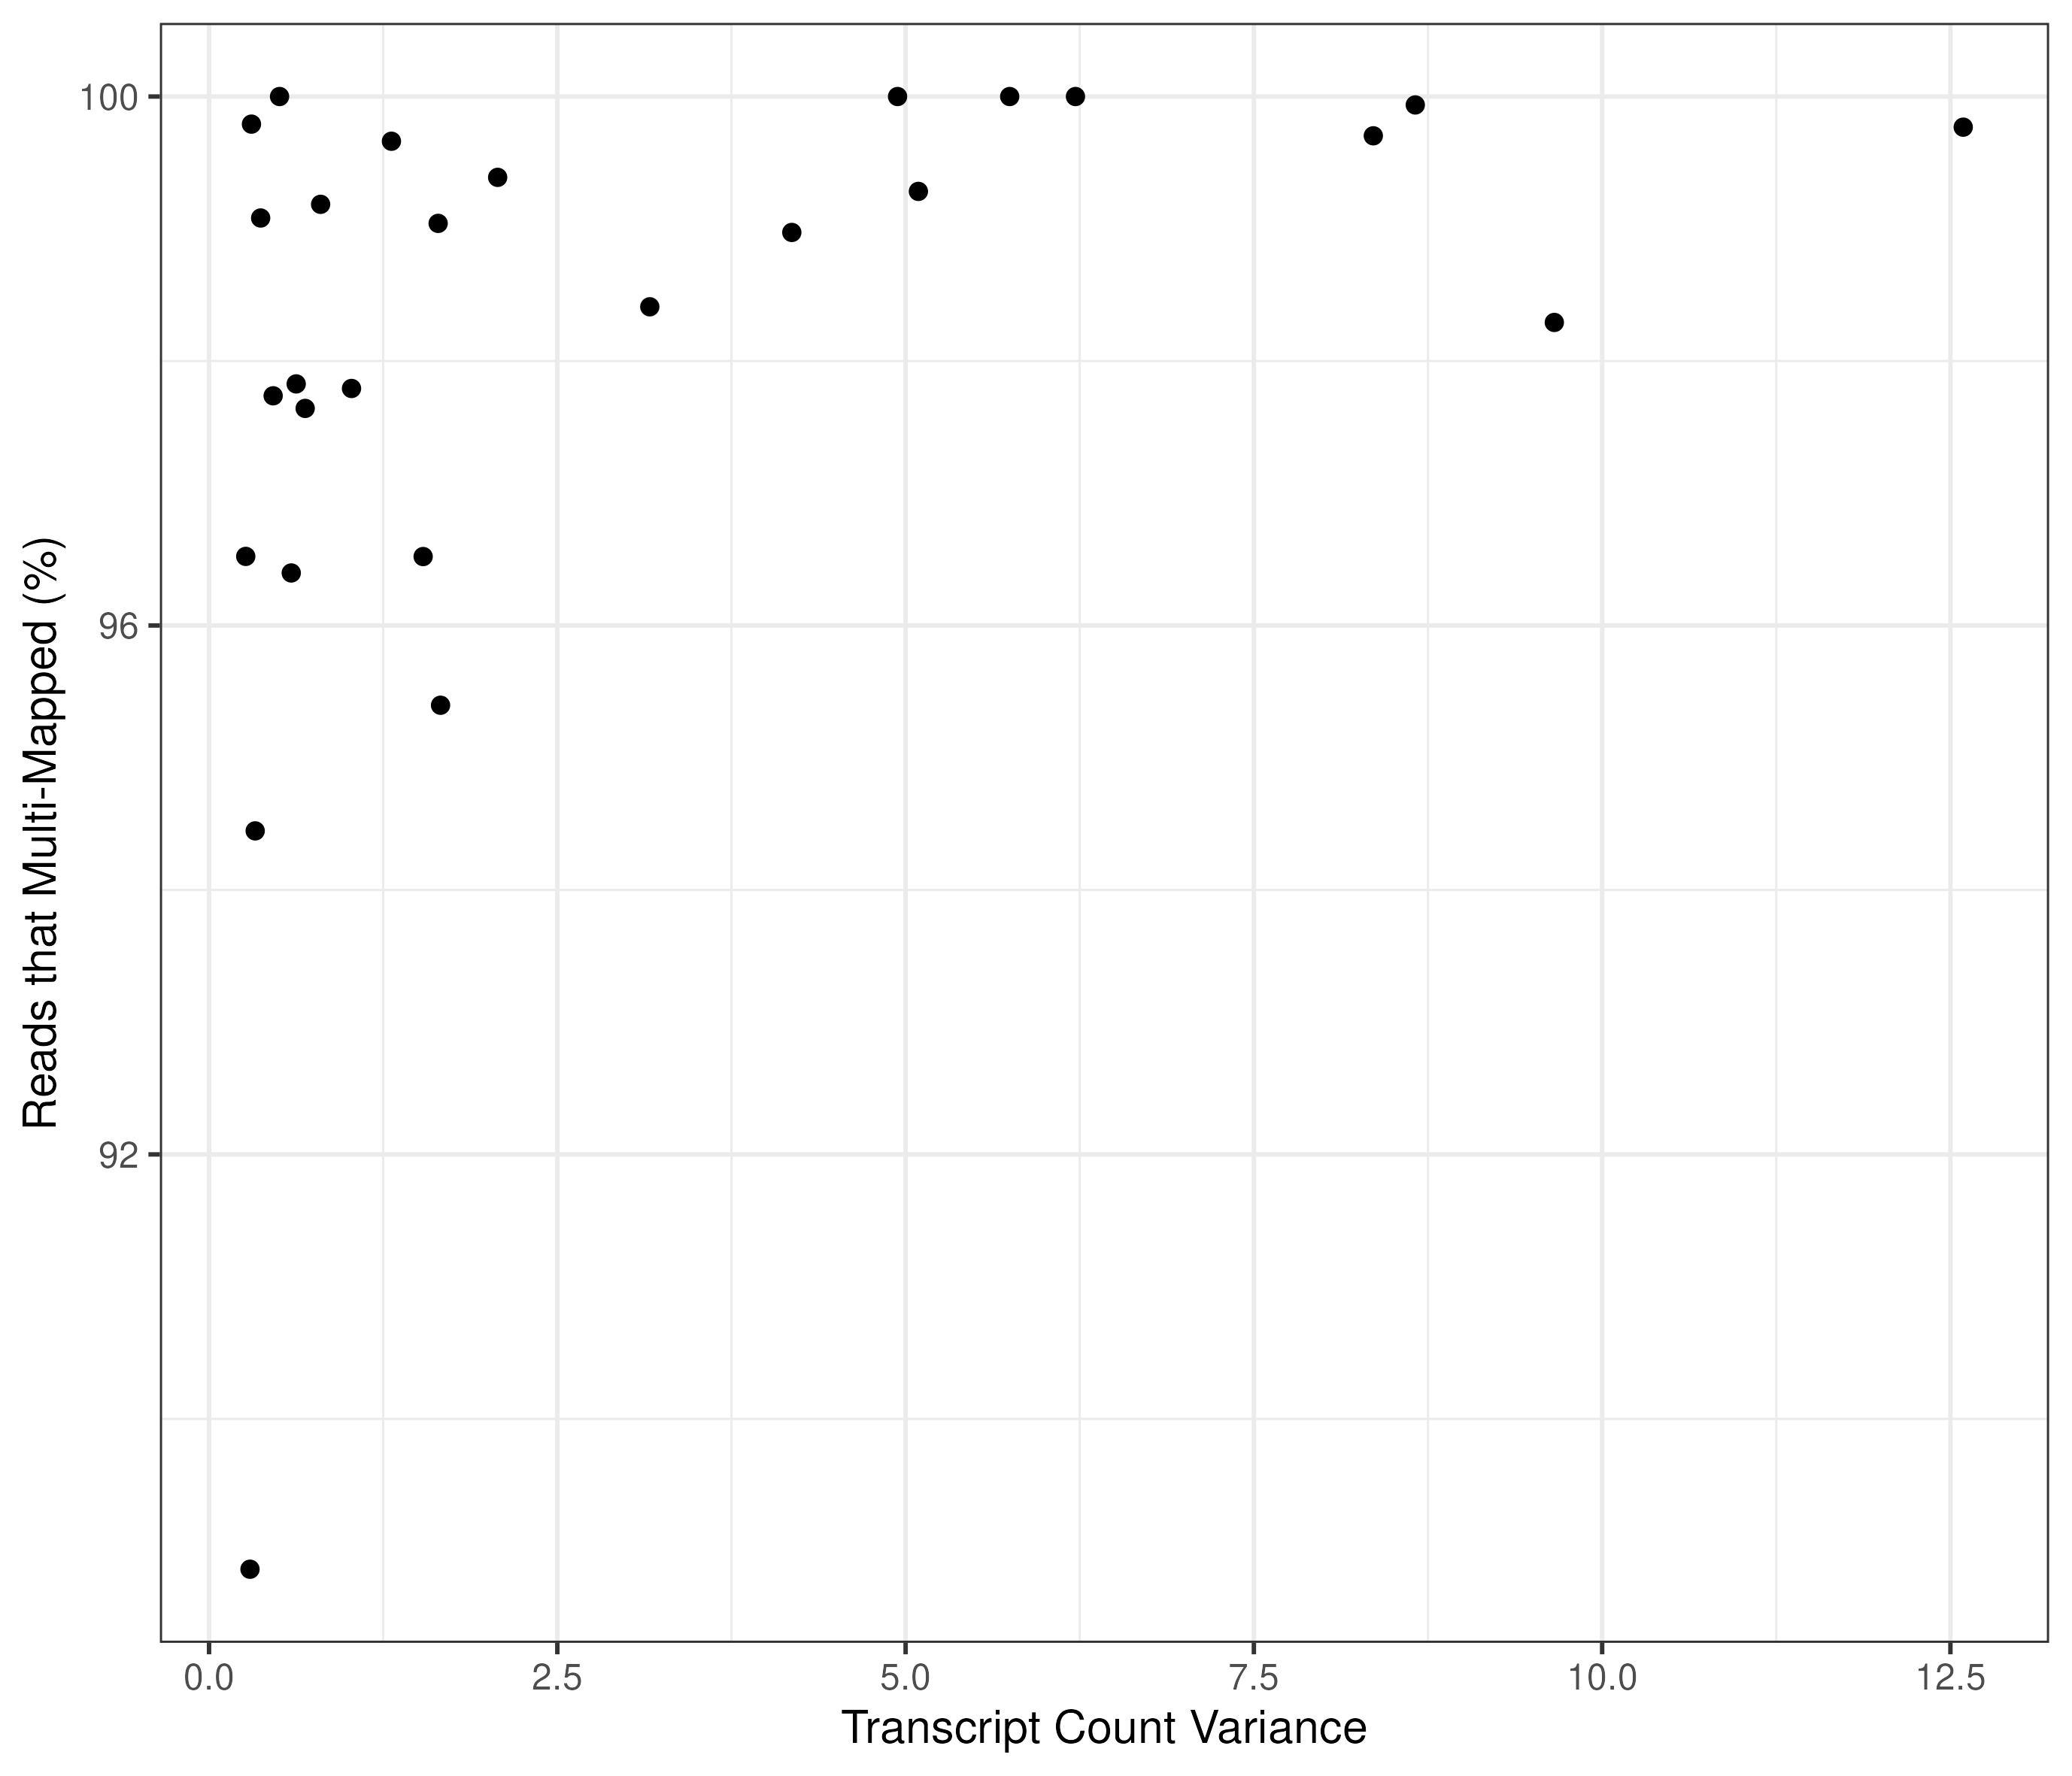 100
96
92
Reads that Multi-Mapped (%)
0.0 2.5 5.0 7.5 10.0 12.5
Transcript Count Variance